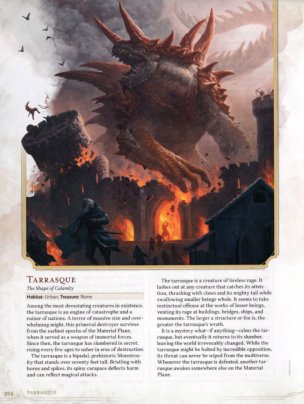 TARRASQUE
The Shape of Calamity
Habitat: Urban; Treasure: None
Among the most devastating creatures in existence,
the tarrasque is an engine of catastrophe and a
ruiner of nations. A terror of massive size and over-
whelming might, this primeval destroyer survives
from the earliest epochs of the Material Plane,
when it served as a weapon of immortal forces.
Since then, the tarrasque has slumbered in secret,
rising every few ages to usher in eras of destruction.
The tarrasque is a bipedal, prehistoric Monstros-
ity that stands over seventy feet tall. Bristling with
horns and spikes, its spiny carapace deflects harm
and can reflect magical attacks.
The tarrasque is a creature of tireless rage. It
lashes out at any creature that catches its atten-
tion, thrashing with claws and its mighty tail while
swallowing smaller beings whole. It seems to take
instinctual offense at the works of lesser beings,
venting its rage at buildings, bridges, ships, and
monuments. The larger a structure or foe is, the
greater the tarrasque's wrath.
It is a mystery what—if anything—calms the tar-
rasque, but eventually it returns to its slumber,
leaving the world irrevocably changed. While the
tarrasque might be halted by incredible opposition,
its threat can never be wiped from the multiverse.
Whenever the tarrasque is defeated, another tar-
rasque awakes somewhere else on the Material
Plane.
TARRASQUE